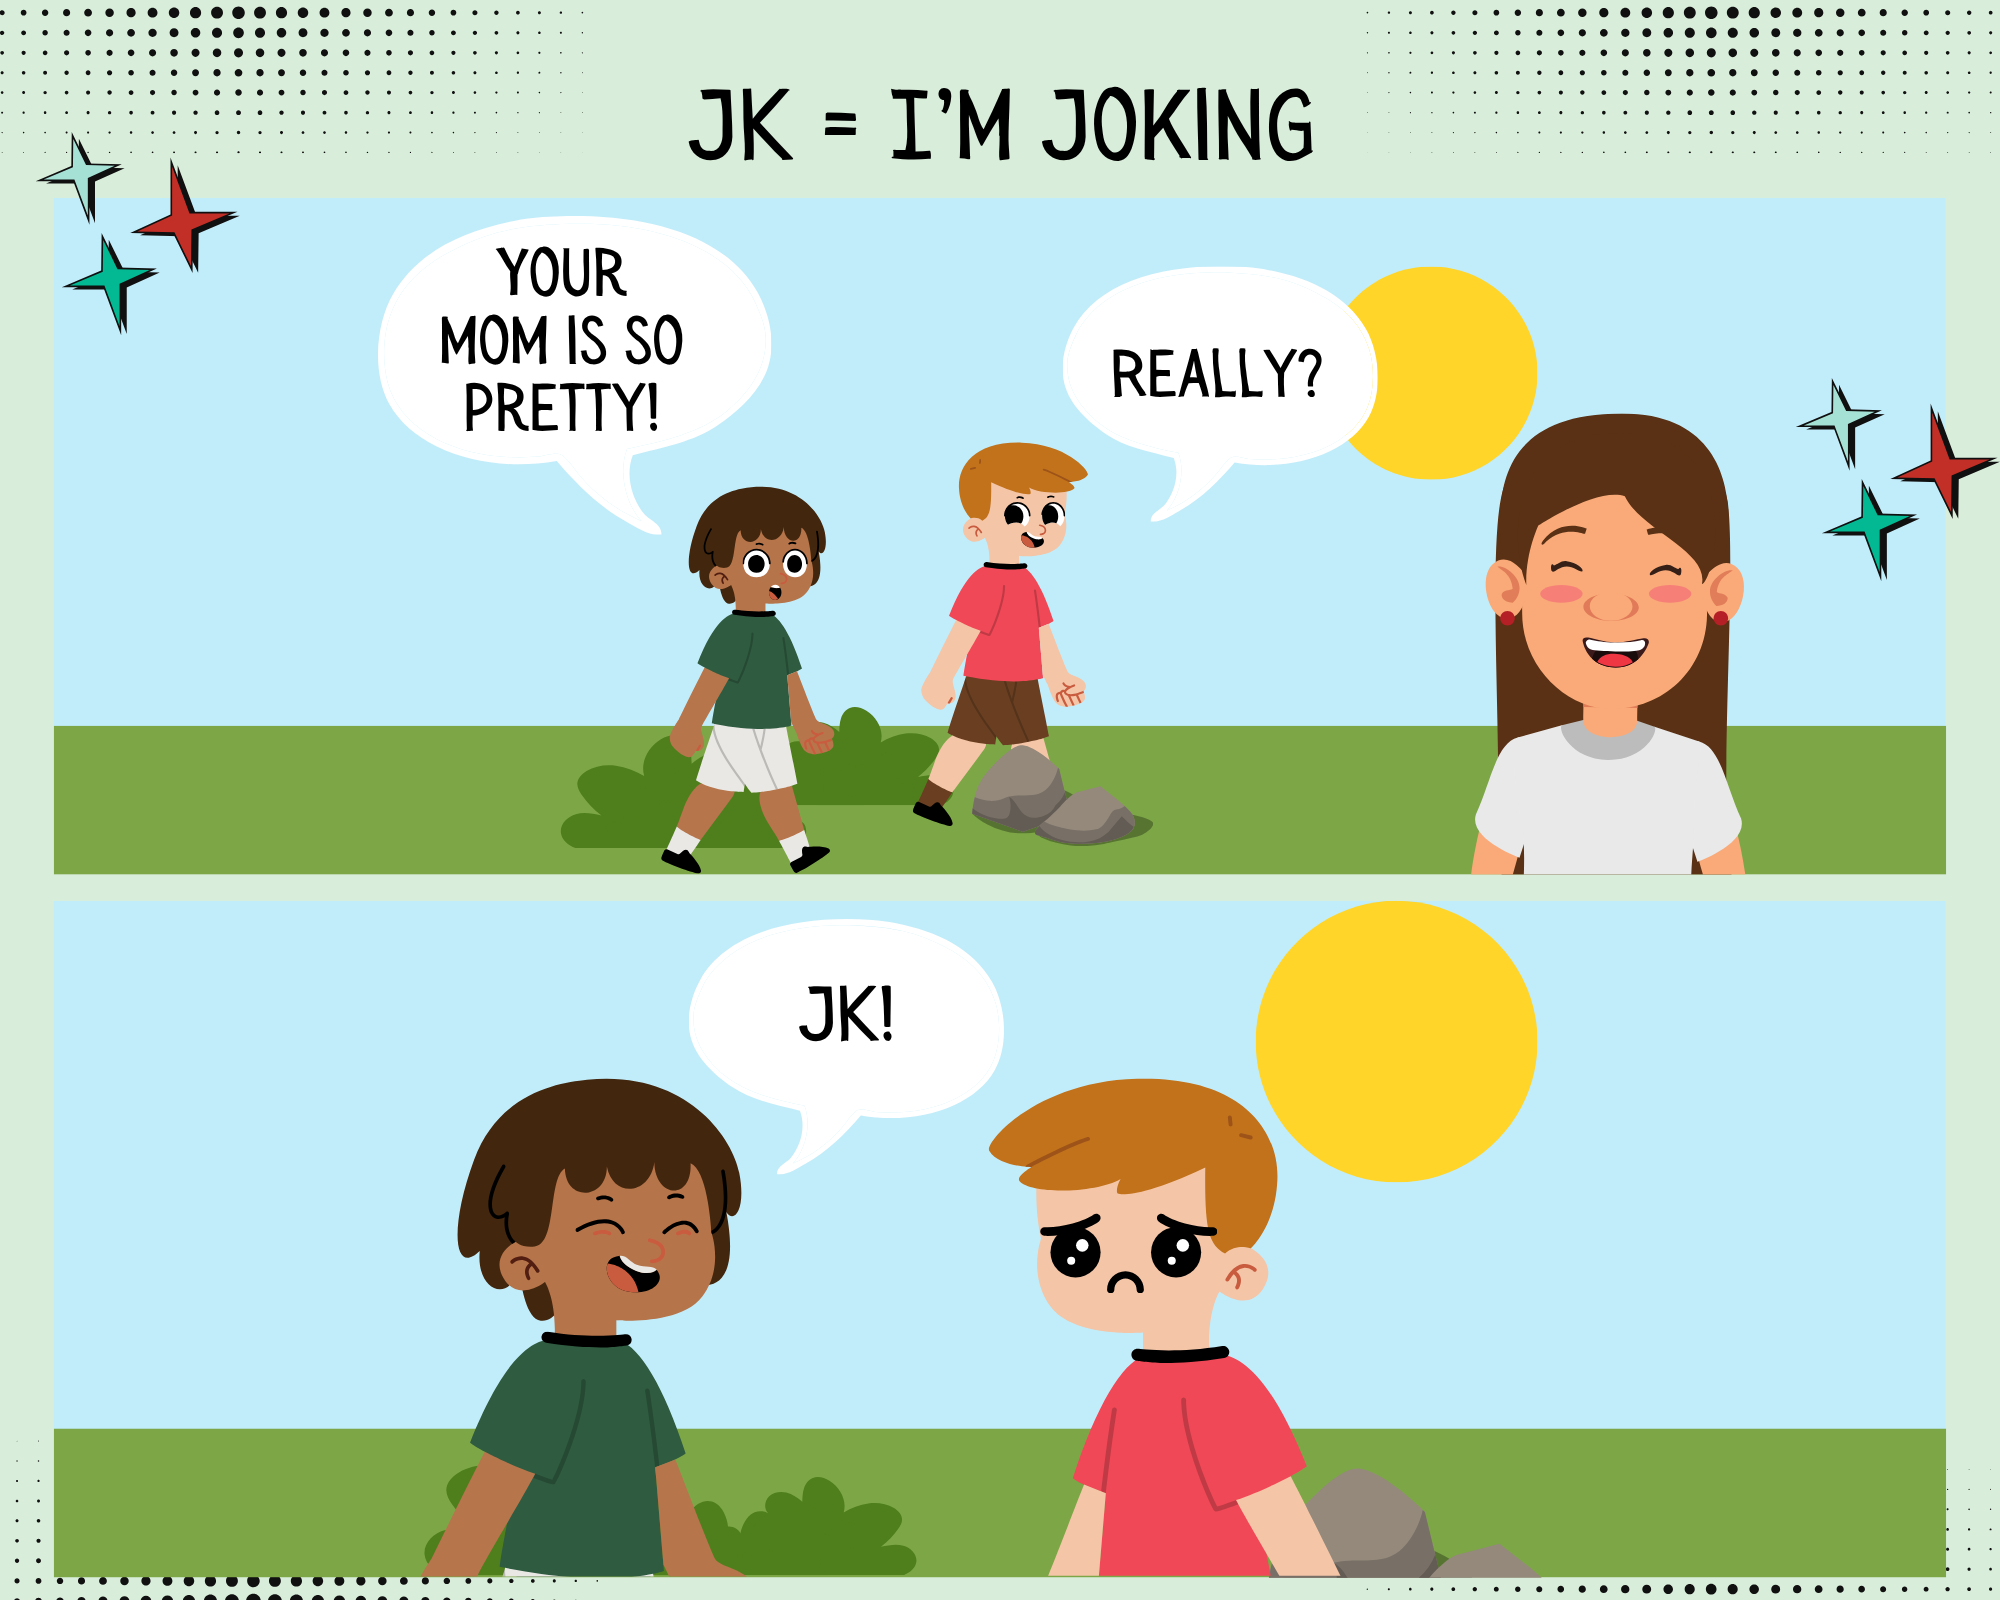 JK = I'M JOKING
YOUR
MOM IS SO
PRETTY!
REALLY?
JK!